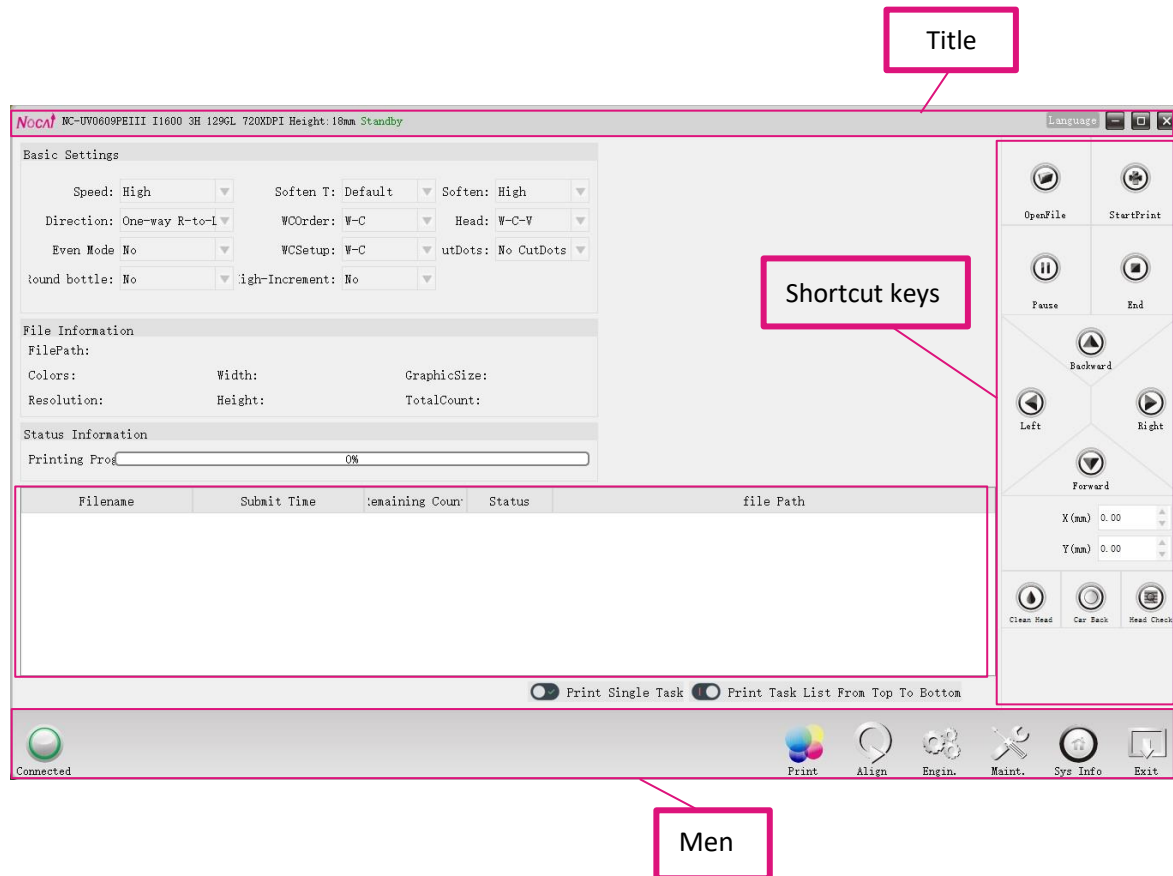 Title
NOCAI NC-UV0609PEIII I1600 3H 129GL 720XDPI Height:18mm Standby Language
Basic Settings
Speed: High Soften T: Default Soften: High
Direction: One-way R-to-L WCOrder: W-C Head: W-C-V
Even Mode No WCSetup: W-C utDots: No CutDots
Round bottle: No igh-Increment: No
File Information
FilePath:
Colors: Width: GraphicSize:
Resolution: Height: TotalCount:
Status Information
Printing Prog 0%
Filename Submit Time Remaining Coun Status file Path
Print Single Task Print Task List From Top To Bottom
OpenFile StartPrint
Pause End
Shortcut keys
Backward
Left Right
Forward
X(mm) 0.00
Y(mm) 0.00
Clean Head Car Back Head Check
Connected Print Align Engin. Maint. Sys Info Exit
Men